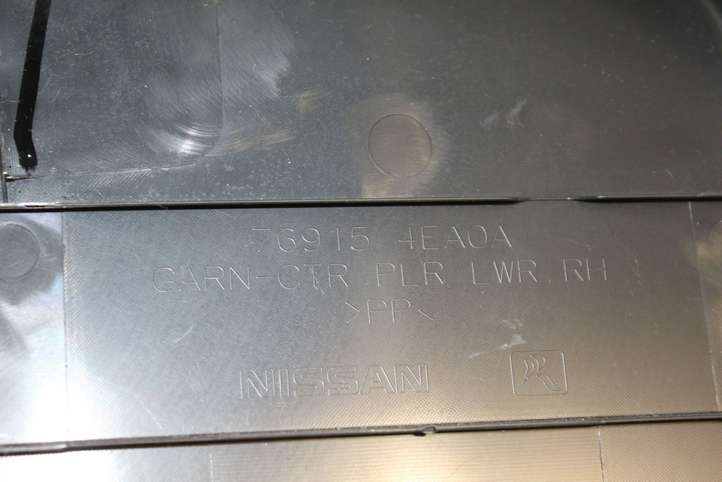 76915 4EA0A
GARN-CTR PLR LWR RH
>PP<
NISSAN